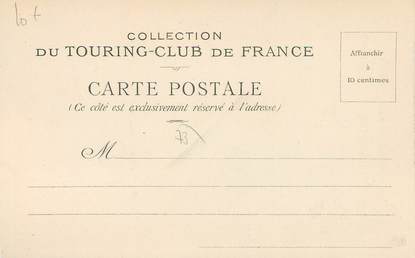 COLLECTION
DU TOURING-CLUB DE FRANCE
Affranchir
à
10 centimes
CARTE POSTALE
(Ce côté est exclusivement réservé à l'adresse)
73
M